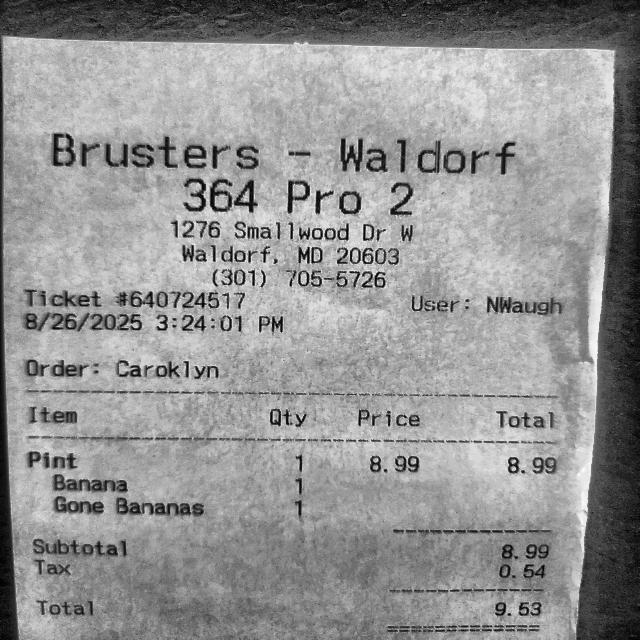 Brusters - Waldorf
364 Pro 2
1276 Smallwood Dr W
Waldorf, MD 20603
(301) 705-5726
Ticket #640724517 User: NWaugh
8/26/2025 3:24:01 PM
Order: Caroklyn
Item Qty Price Total
Pint 1 8.99 8.99
Banana 1
Gone Bananas 1
Subtotal 8.99
Tax 0.54
Total 9.53